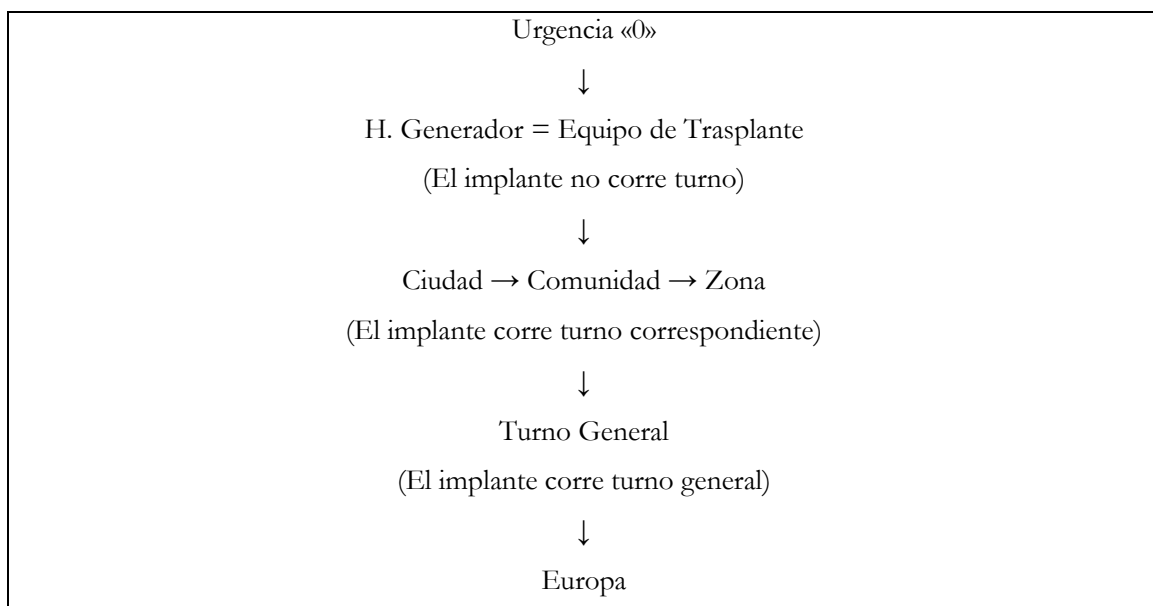 Urgencia «0»
↓
H. Generador = Equipo de Trasplante
(El implante no corre turno)
↓
Ciudad → Comunidad → Zona
(El implante corre turno correspondiente)
↓
Turno General
(El implante corre turno general)
↓
Europa